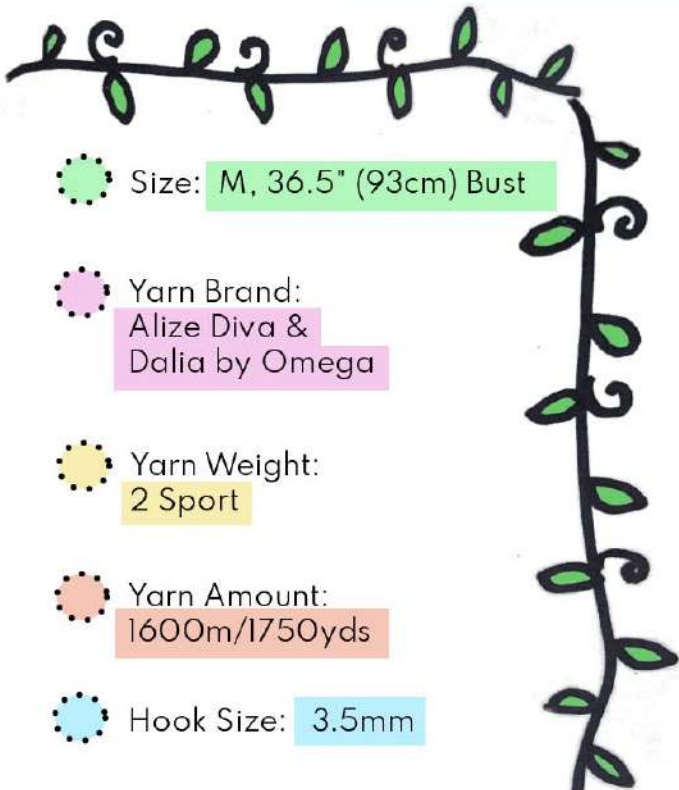 Size: M, 36.5" (93cm) Bust
Yarn Brand:
Alize Diva &
Dalia by Omega
Yarn Weight:
2 Sport
Yarn Amount:
1600m/1750yds
Hook Size: 3.5mm